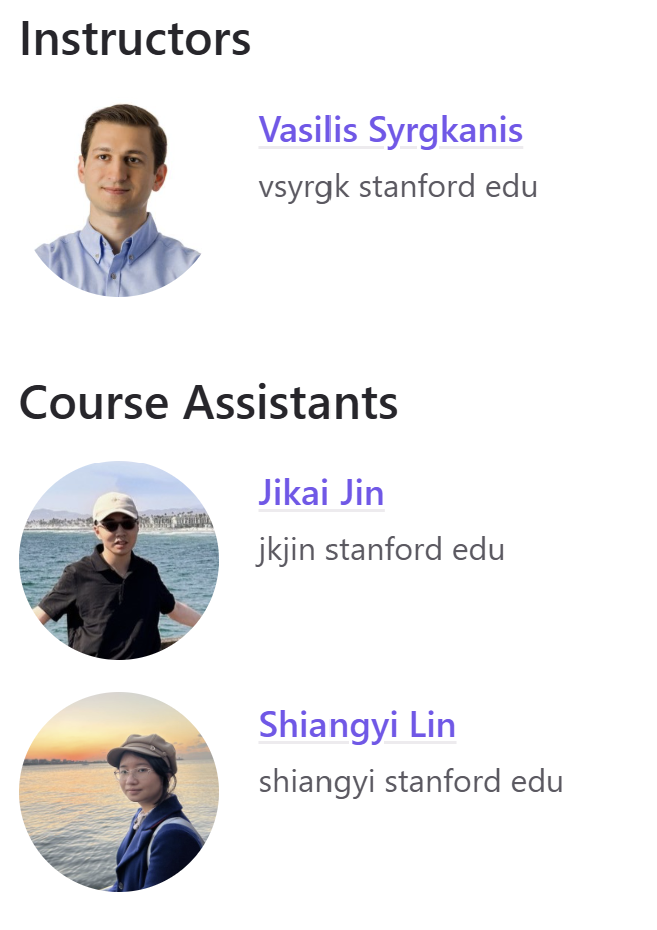 Instructors
Vasilis Syrgkanis
vsyrgk stanford edu
Course Assistants
Jikai Jin
jkjin stanford edu
Shiangyi Lin
shiangyi stanford edu